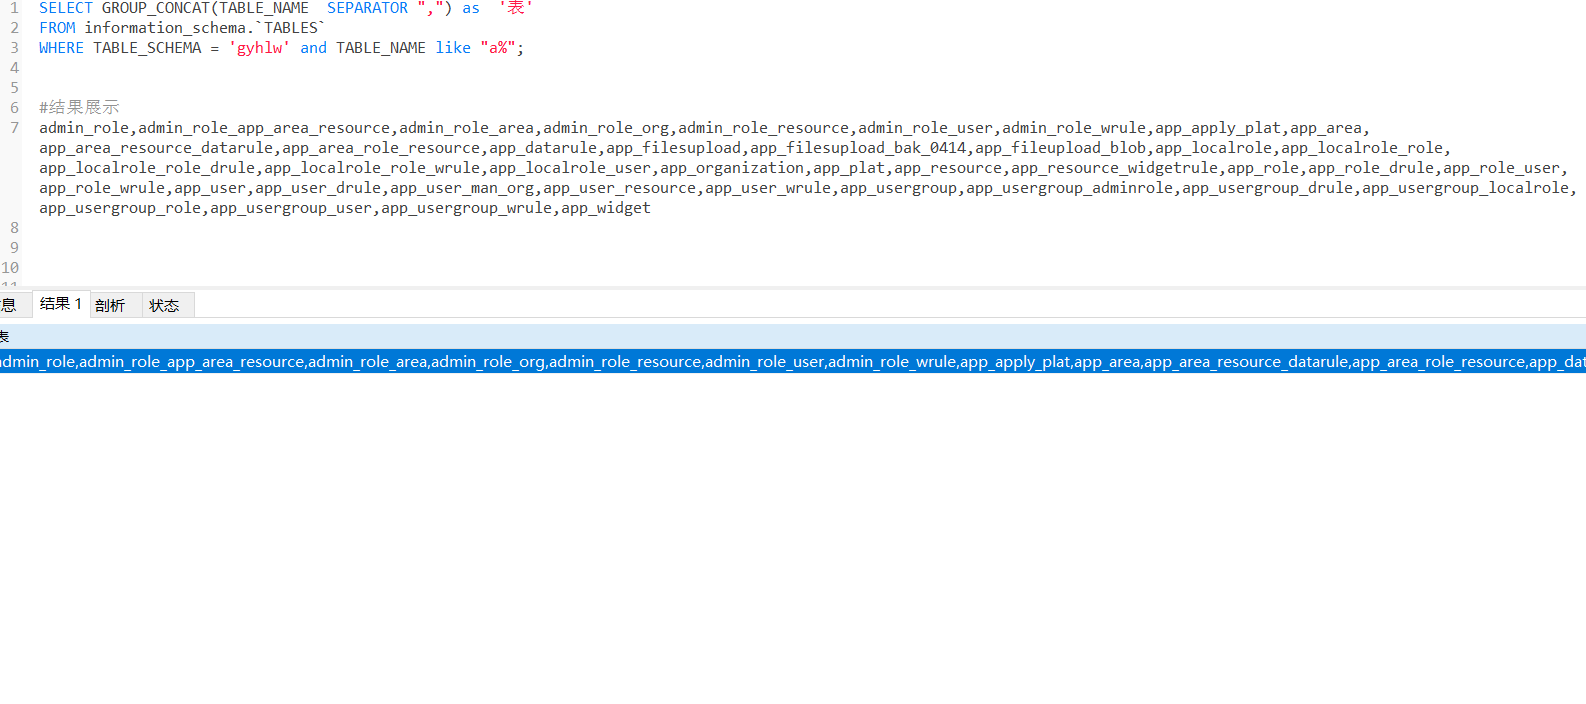 1 SELECT GROUP_CONCAT(TABLE_NAME  SEPARATOR ",") as  '表'
2 FROM information_schema.`TABLES`
3 WHERE TABLE_SCHEMA = 'gyhlw' and TABLE_NAME like "a%";
4
5
6 #结果展示
7 admin_role,admin_role_app_area_resource,admin_role_area,admin_role_org,admin_role_resource,admin_role_user,admin_role_wrule,app_apply_plat,app_area,
app_area_resource_datarule,app_area_role_resource,app_datarule,app_filesupload,app_filesupload_bak_0414,app_fileupload_blob,app_localrole,app_localrole_role,
app_localrole_role_drule,app_localrole_role_wrule,app_localrole_user,app_organization,app_plat,app_resource,app_resource_widgetrule,app_role,app_role_drule,app_role_user,
app_role_wrule,app_user,app_user_drule,app_user_man_org,app_user_resource,app_user_wrule,app_usergroup,app_usergroup_adminrole,app_usergroup_drule,app_usergroup_localrole,
app_usergroup_role,app_usergroup_user,app_usergroup_wrule,app_widget
8
9
10
11
息 结果 1 剖析 状态
表
admin_role,admin_role_app_area_resource,admin_role_area,admin_role_org,admin_role_resource,admin_role_user,admin_role_wrule,app_apply_plat,app_area,app_area_resource_datarule,app_area_role_resource,app_dat